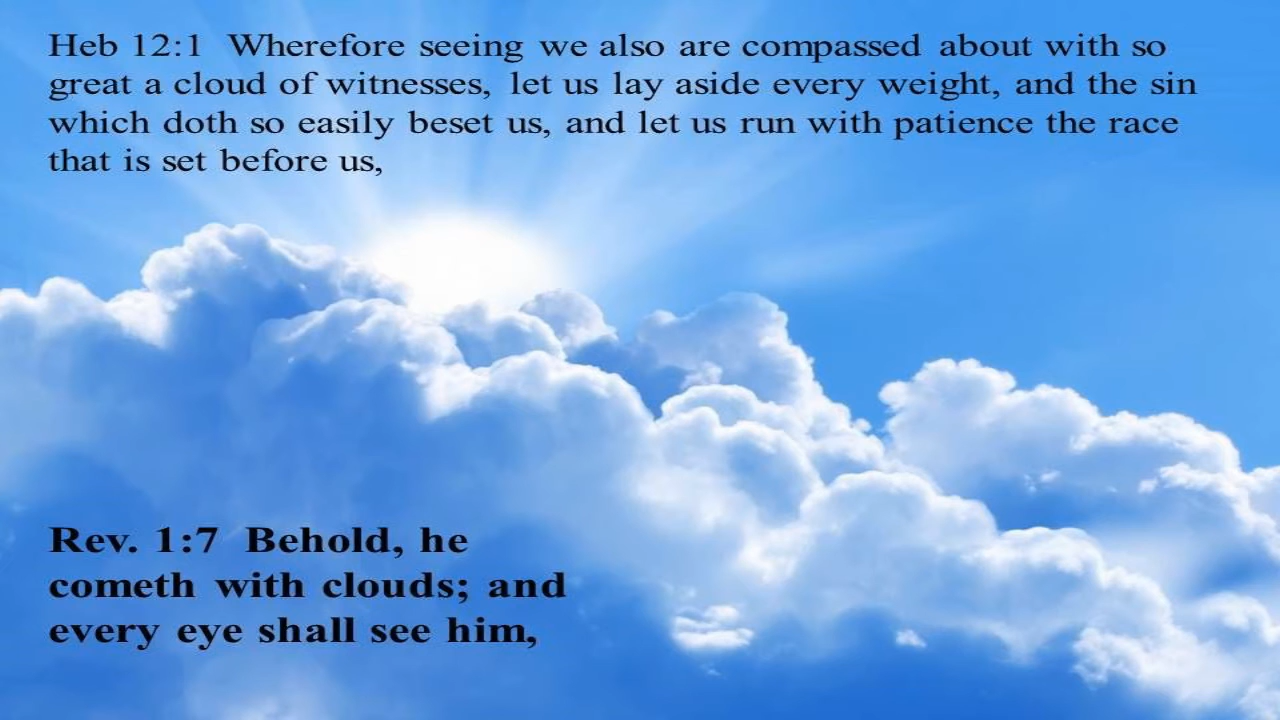 Heb 12:1 Wherefore seeing we also are compassed about with so
great a cloud of witnesses, let us lay aside every weight, and the sin
which doth so easily beset us, and let us run with patience the race
that is set before us,
Rev. 1:7 Behold, he
cometh with clouds; and
every eye shall see him,